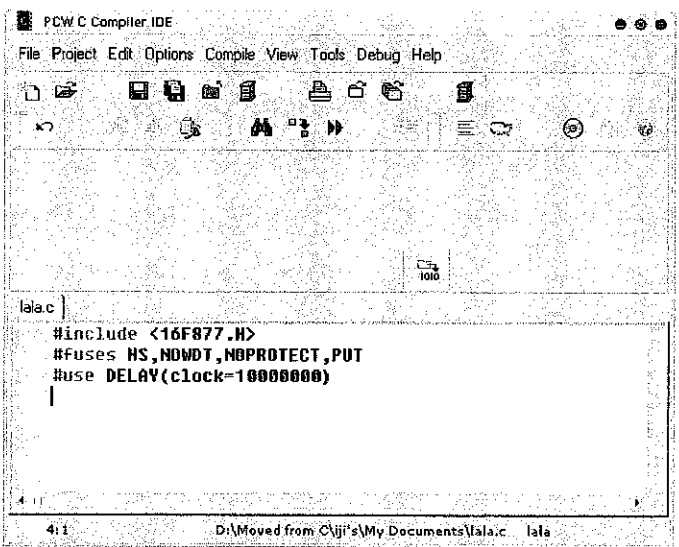 PCW C Compiler IDE
File Project Edit Options Compile View Tools Debug Help
1010
lala.c
#include <16F877.H>
#fuses HS,NOWDT,NOPROTECT,PUT
#use DELAY(clock=10000000)
4:1 D:\Moved from C\iji's\My Documents\lala.c lala